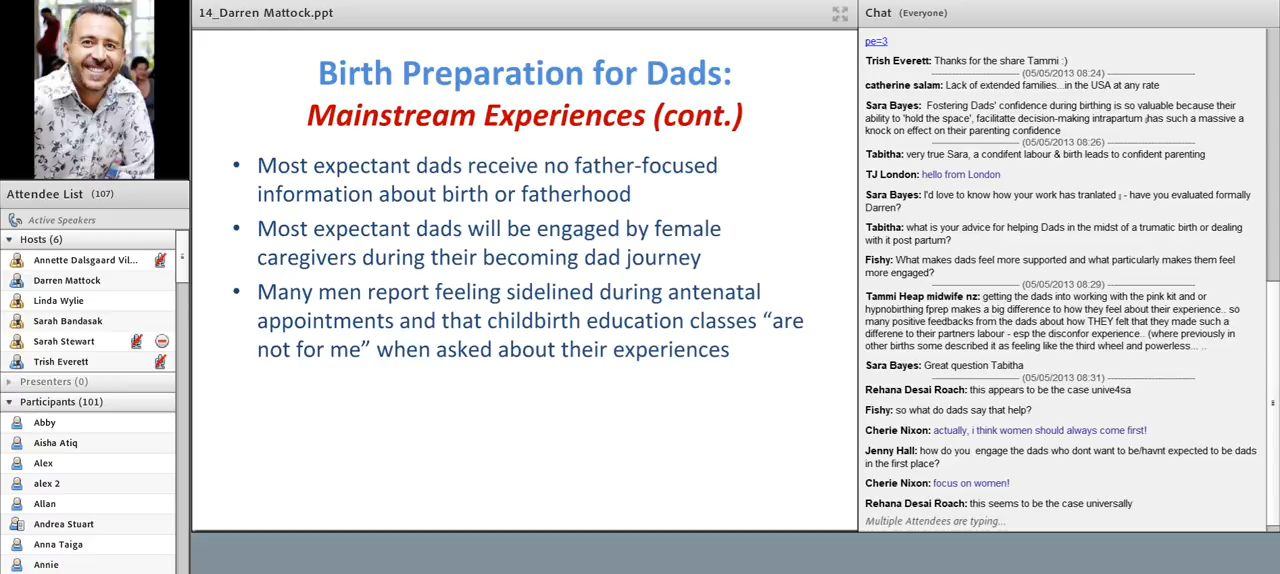 14_Darren Mattock.ppt
Birth Preparation for Dads:
Mainstream Experiences (cont.)
• Most expectant dads receive no father-focused
information about birth or fatherhood
• Most expectant dads will be engaged by female
caregivers during their becoming dad journey
• Many men report feeling sidelined during antenatal
appointments and that childbirth education classes “are
not for me” when asked about their experiences
Attendee List (107)
Active Speakers
Hosts (6)
Annette Dalsgaard Vil...
Darren Mattock
Linda Wylie
Sarah Bandasak
Sarah Stewart
Trish Everett
Presenters (0)
Participants (101)
Abby
Aisha Atiq
Alex
alex 2
Allan
Andrea Stuart
Anna Taiga
Annie
Chat (Everyone)
pe=3
Trish Everett: Thanks for the share Tammi :)
(05/05/2013 08:24)
catherine salam: Lack of extended families...in the USA at any rate
Sara Bayes: Fostering Dads' confidence during birthing is so valuable because their
ability to 'hold the space', facilitatte decision-making intrapartum ;has such a massive a
knock on effect on their parenting confidence
(05/05/2013 08:26)
Tabitha: very true Sara, a condifent labour & birth leads to confident parenting
TJ London: hello from London
Sara Bayes: I'd love to know how your work has tranlated ; - have you evaluated formally
Darren?
Tabitha: what is your advice for helping Dads in the midst of a trumatic birth or dealing
with it post partum?
Fishy: What makes dads feel more supported and what particularly makes them feel
more engaged?
(05/05/2013 08:29)
Tammi Heap midwife nz: getting the dads into working with the pink kit and or
hypnobirthing fprep makes a big difference to how they feel about their experience.. so
many positive feedbacks from the dads about how THEY felt that they made such a
differene to their partners labour - esp the disconfor experience.. (where previously in
other births some described it as feeling like the third wheel and powerless... ..
Sara Bayes: Great question Tabitha
(05/05/2013 08:31)
Rehana Desai Roach: this appears to be the case unive4sa
Fishy: so what do dads say that help?
Cherie Nixon: actually, i think women should always come first!
Jenny Hall: how do you engage the dads who dont want to be/havnt expected to be dads
in the first place?
Cherie Nixon: focus on women!
Rehana Desai Roach: this seems to be the case universally
Multiple Attendees are typing...